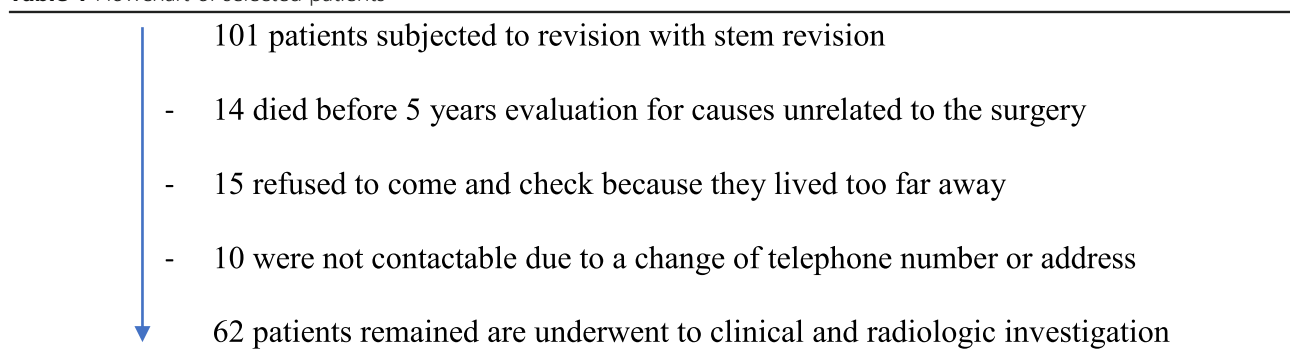 101 patients subjected to revision with stem revision
- 14 died before 5 years evaluation for causes unrelated to the surgery
- 15 refused to come and check because they lived too far away
- 10 were not contactable due to a change of telephone number or address
62 patients remained are underwent to clinical and radiologic investigation